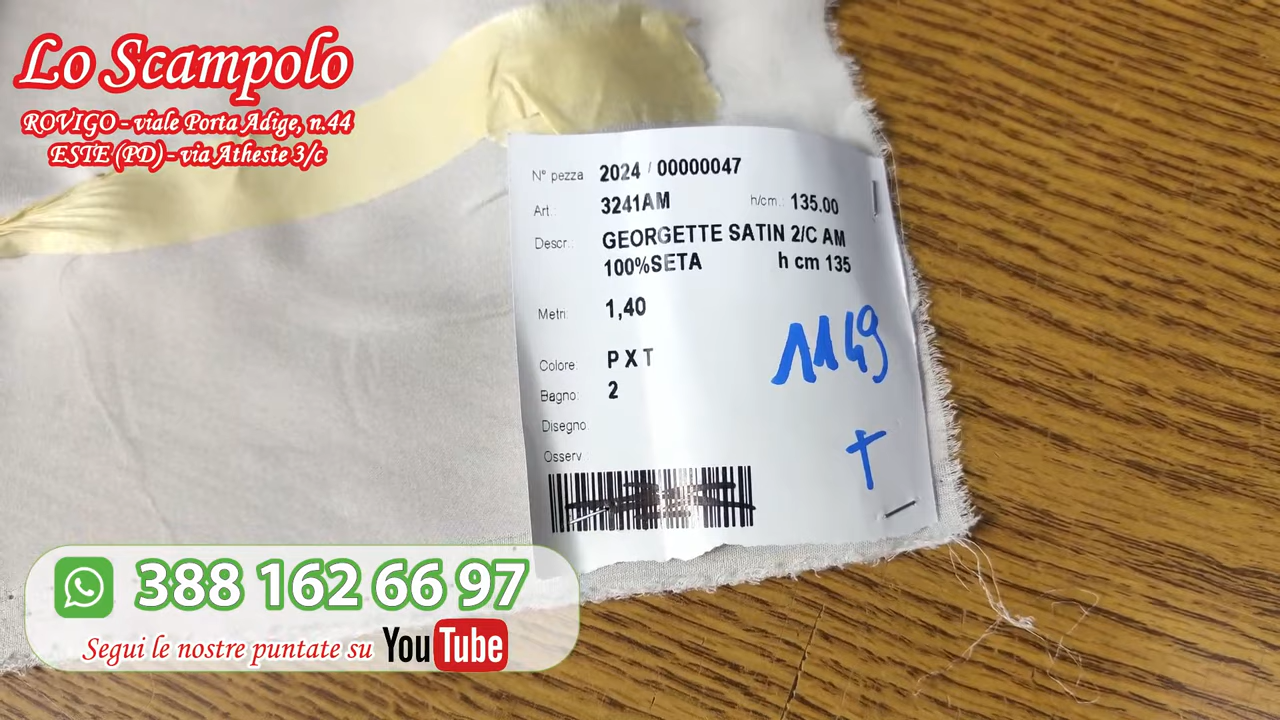 Lo Scampolo
ROVIGO - viale Porta Adige, n.44
ESTE (PD) - via Atheste 3/c
N° pezza 2024 / 00000047
Art.: 3241AM h/cm.: 135.00
Descr.: GEORGETTE SATIN 2/C AM
100%SETA h cm 135
Metri: 1,40
Colore: P X T
Bagno: 2
Disegno
Osserv
1149
T
388 162 66 97
Segui le nostre puntate su YouTube